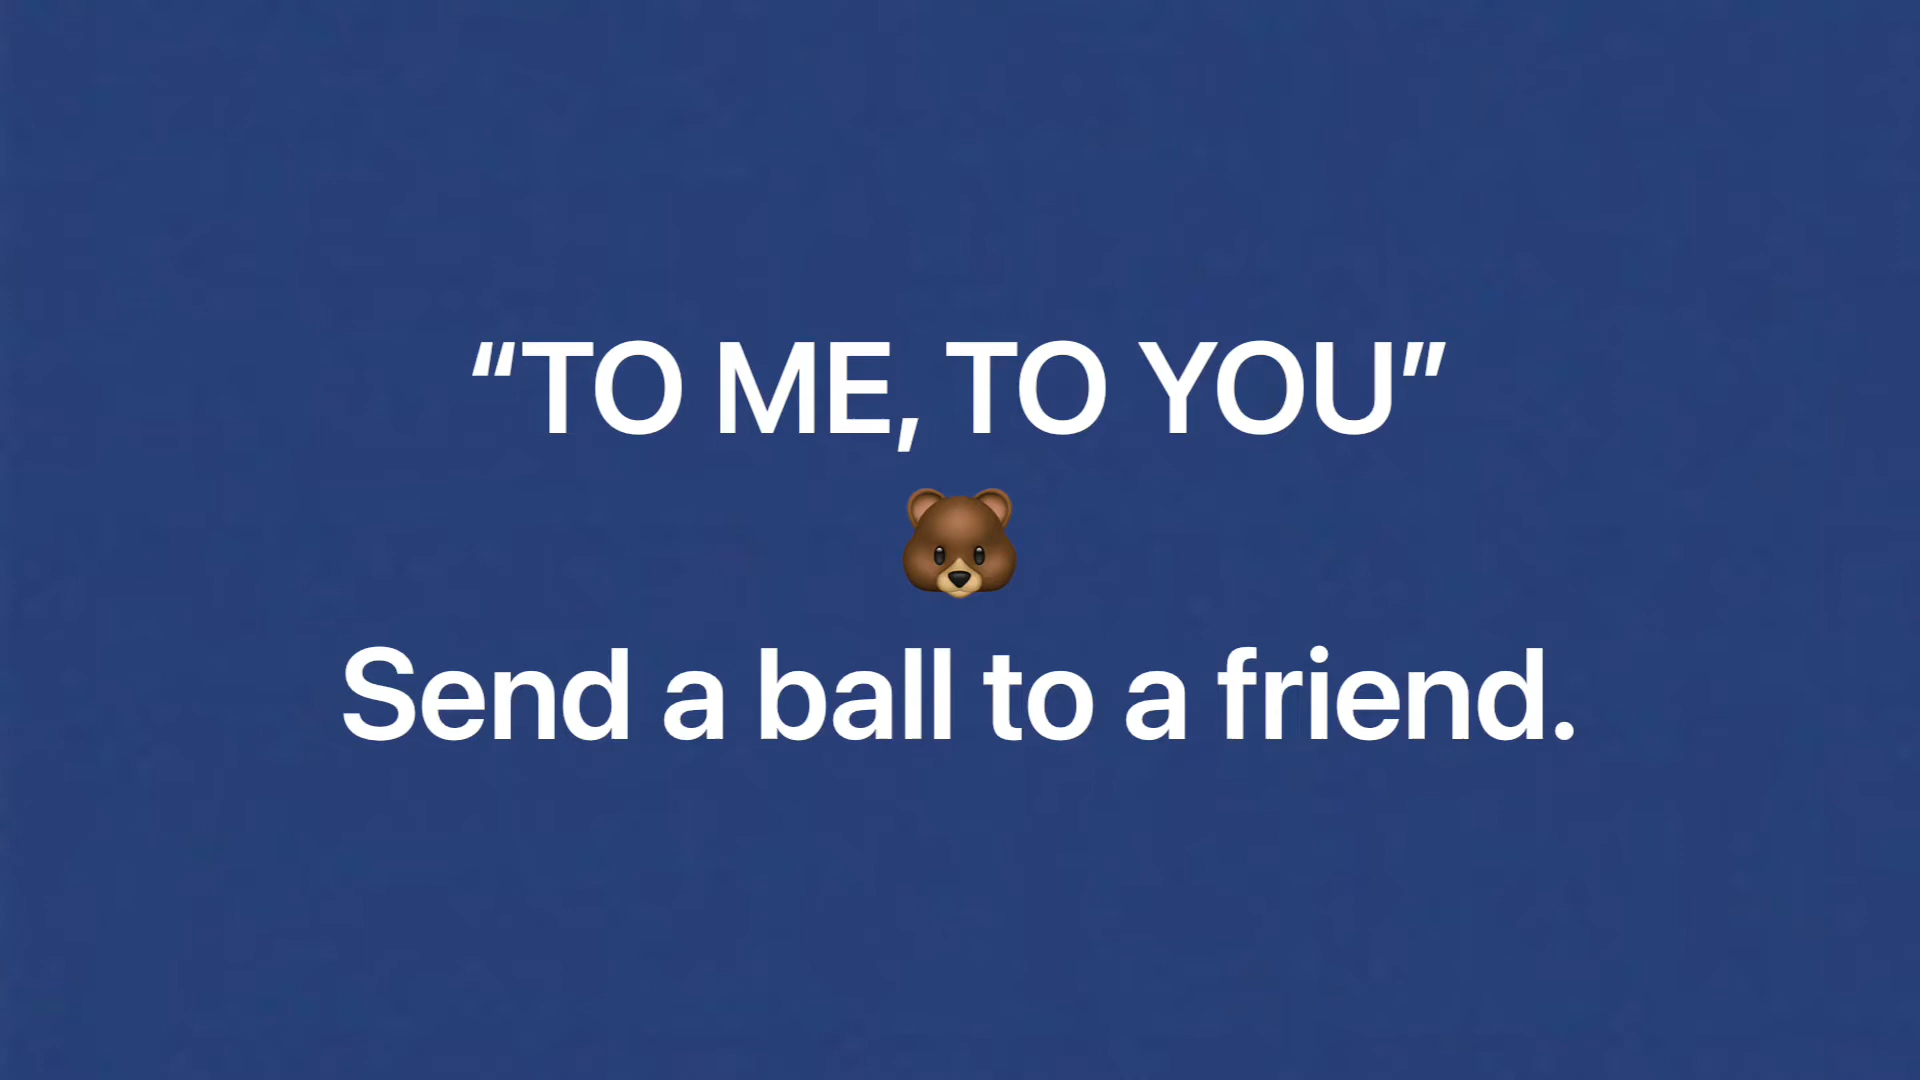 “TO ME, TO YOU”
🐻
Send a ball to a friend.